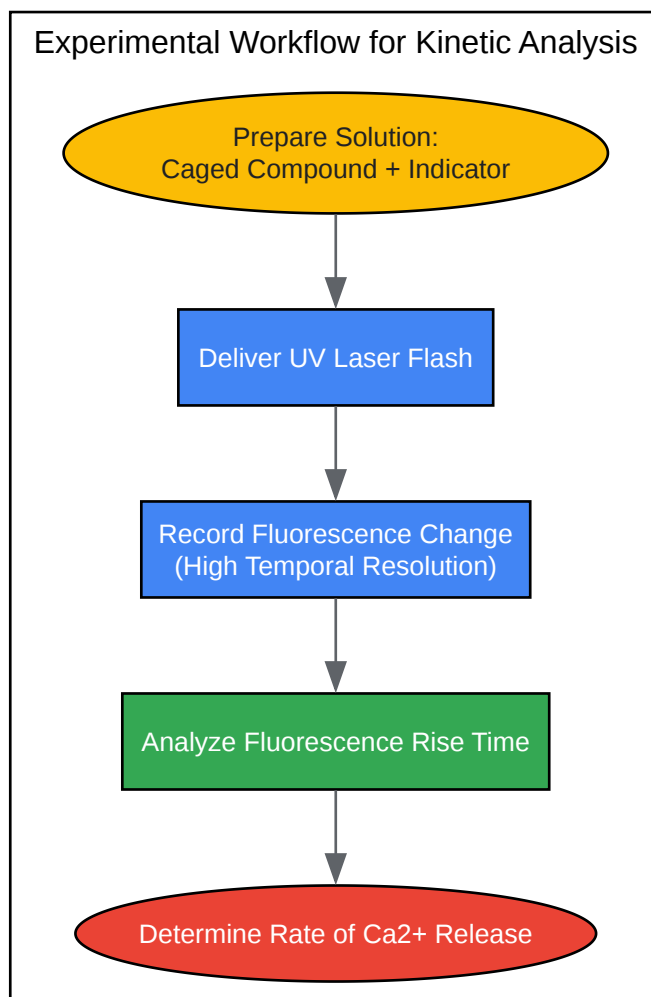 Experimental Workflow for Kinetic Analysis
Prepare Solution:
Caged Compound + Indicator
Deliver UV Laser Flash
Record Fluorescence Change
(High Temporal Resolution)
Analyze Fluorescence Rise Time
Determine Rate of Ca2+ Release